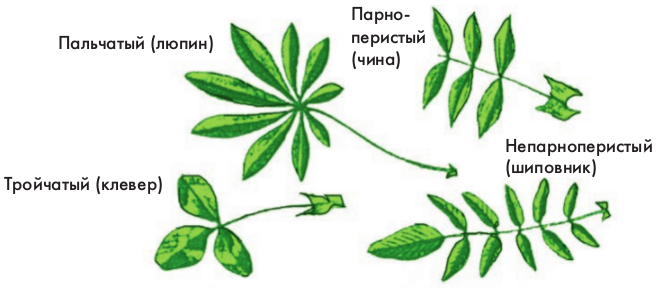 Пальчатый (люпин)
Парно-
перистый
(чина)
Непарноперистый
(шиповник)
Тройчатый (клевер)